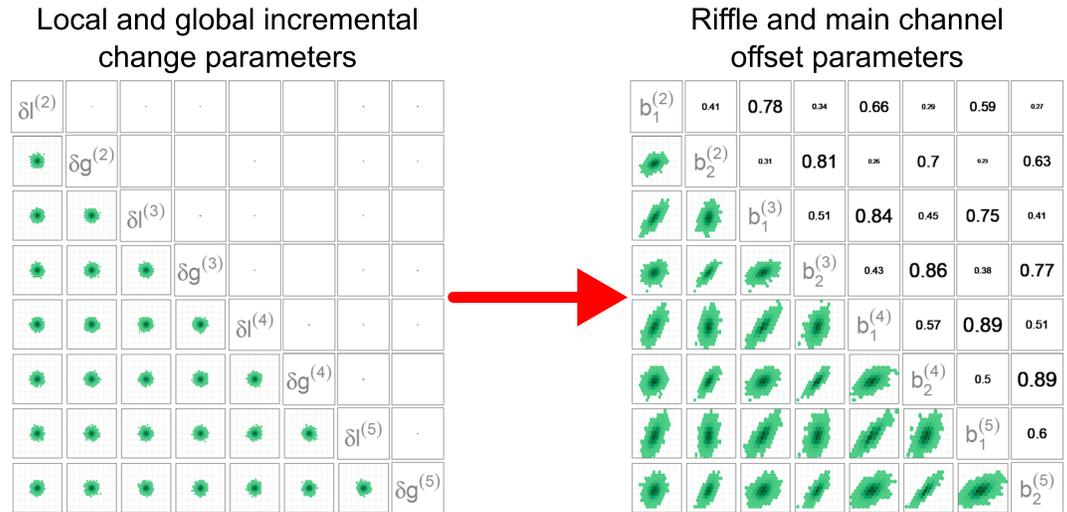 Local and global incremental
change parameters
Riffle and main channel
offset parameters
δl(2)
δg(2)
δl(3)
δg(3)
δl(4)
δg(4)
δl(5)
δg(5)
b1(2) 0.41 0.78 0.34 0.66 0.29 0.59 0.27
b2(2) 0.31 0.81 0.26 0.7 0.23 0.63
b1(3) 0.51 0.84 0.45 0.75 0.41
b2(3) 0.43 0.86 0.38 0.77
b1(4) 0.57 0.89 0.51
b2(4) 0.5 0.89
b1(5) 0.6
b2(5)